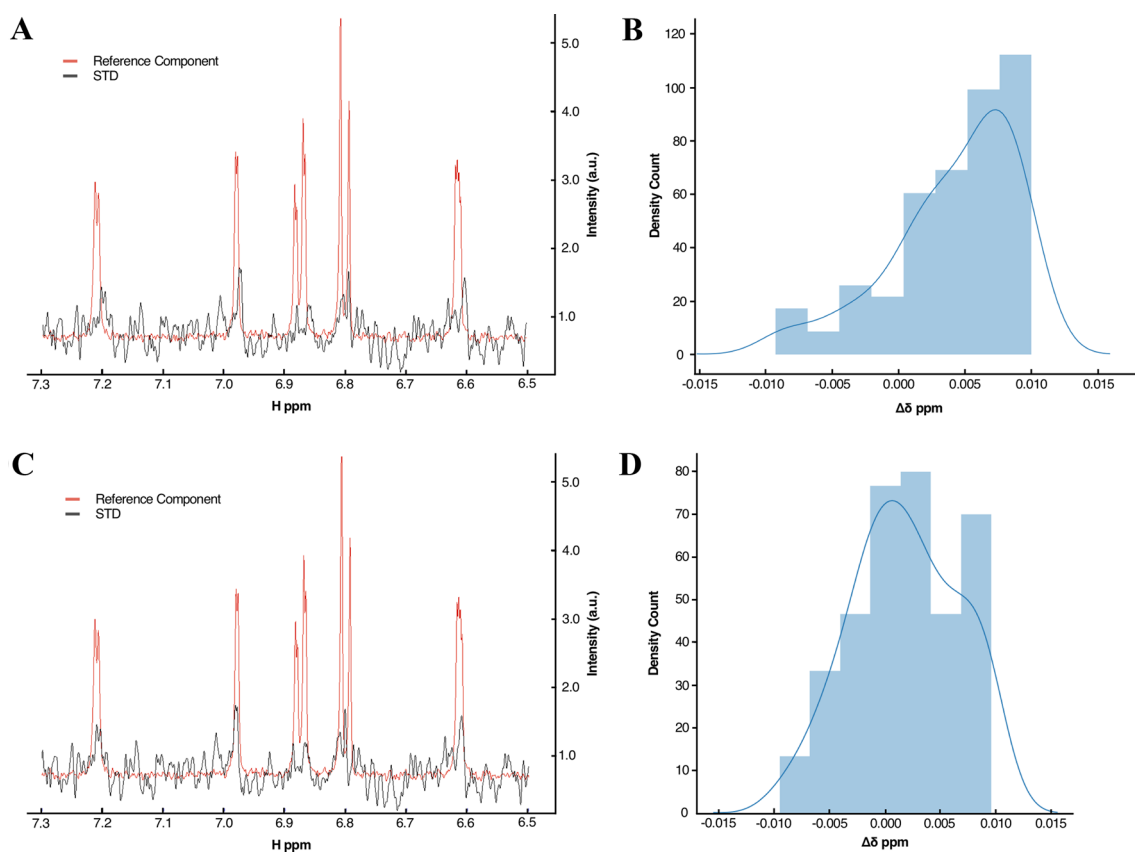 A
Reference Component
STD
5.0
4.0
3.0
2.0
1.0
Intensity (a.u.)
7.3 7.2 7.1 7.0 6.9 6.8 6.7 6.6 6.5
H ppm
B
120
100
80
60
40
20
0
Density Count
-0.015 -0.010 -0.005 0.000 0.005 0.010 0.015
Δδ ppm
C
Reference Component
STD
5.0
4.0
3.0
2.0
1.0
Intensity (a.u.)
7.3 7.2 7.1 7.0 6.9 6.8 6.7 6.6 6.5
H ppm
D
80
70
60
50
40
30
20
10
0
Density Count
-0.015 -0.010 -0.005 0.000 0.005 0.010 0.015
Δδ ppm